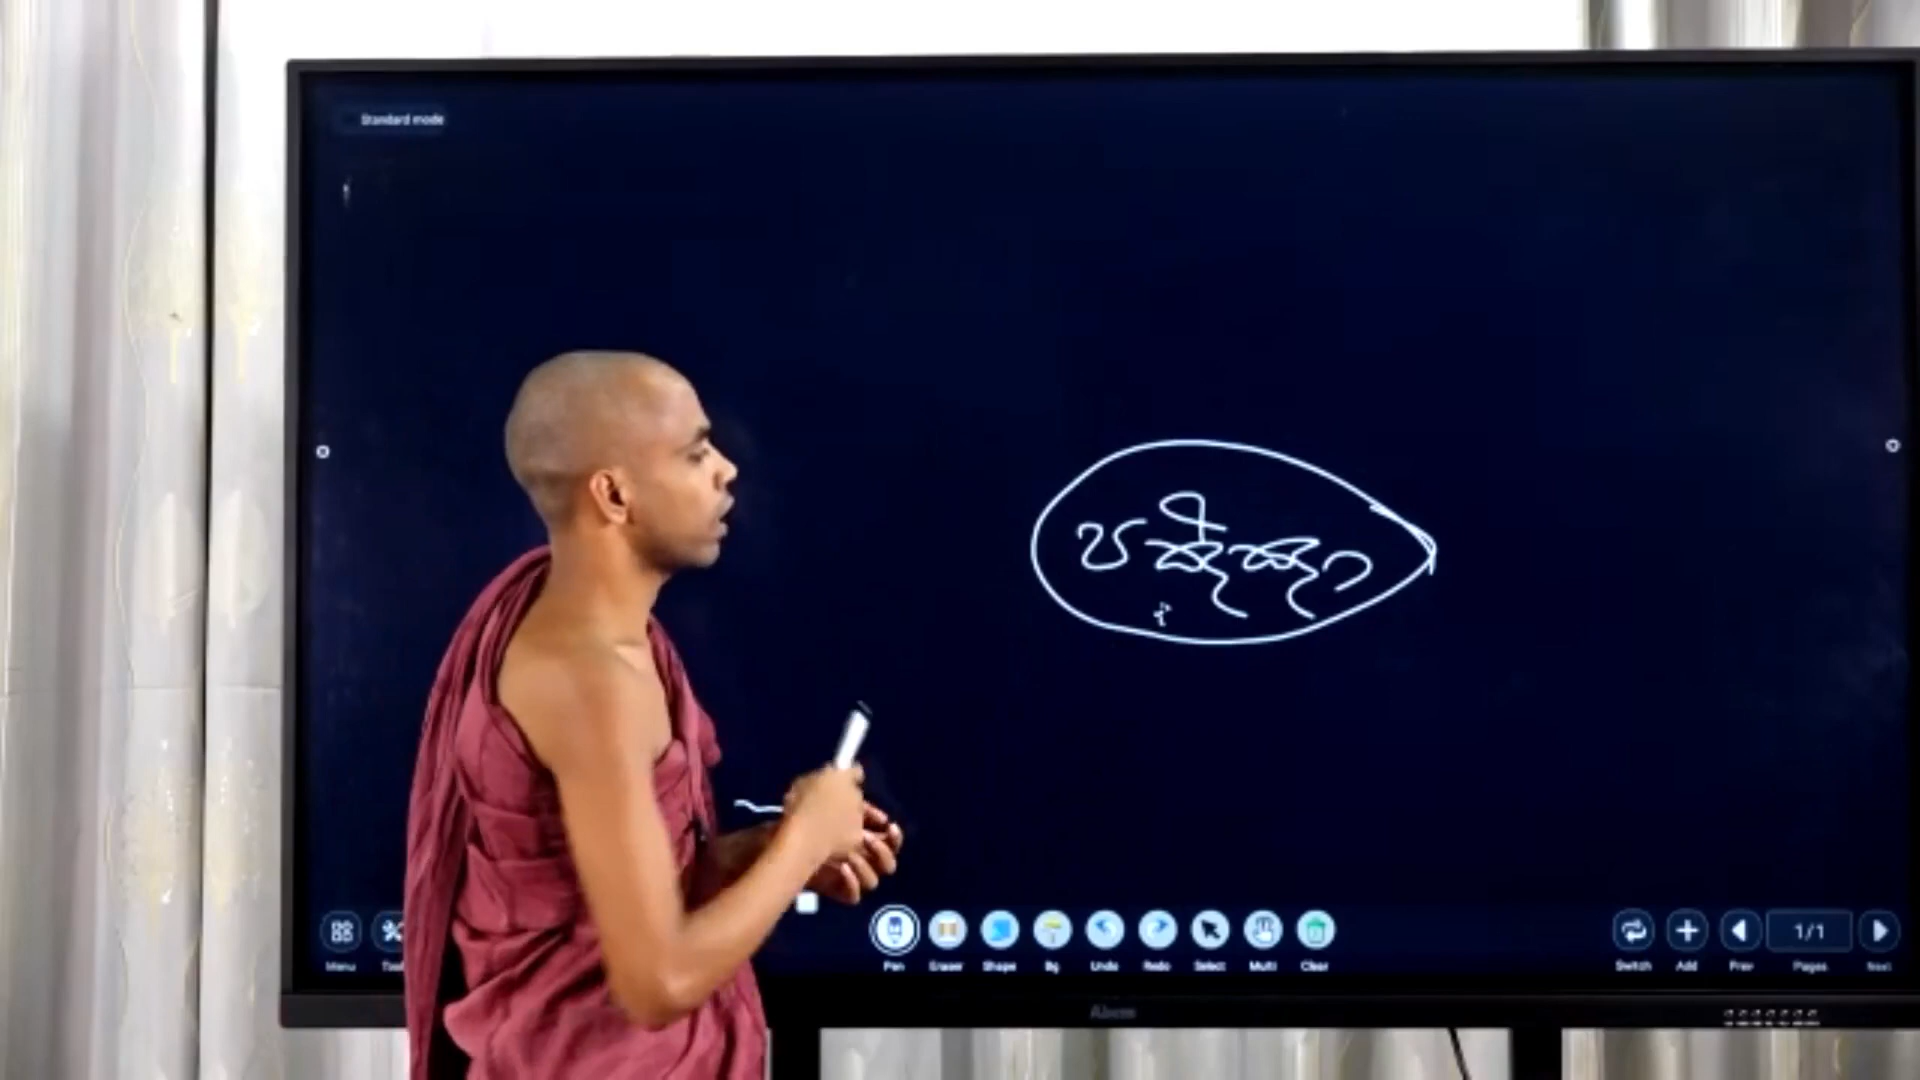 Standard mode
පඤ්ඤා
Menu
Pen Eraser Shape Bg Undo Redo Select Multi Clear
Switch Add Prev Pages Next
1/1